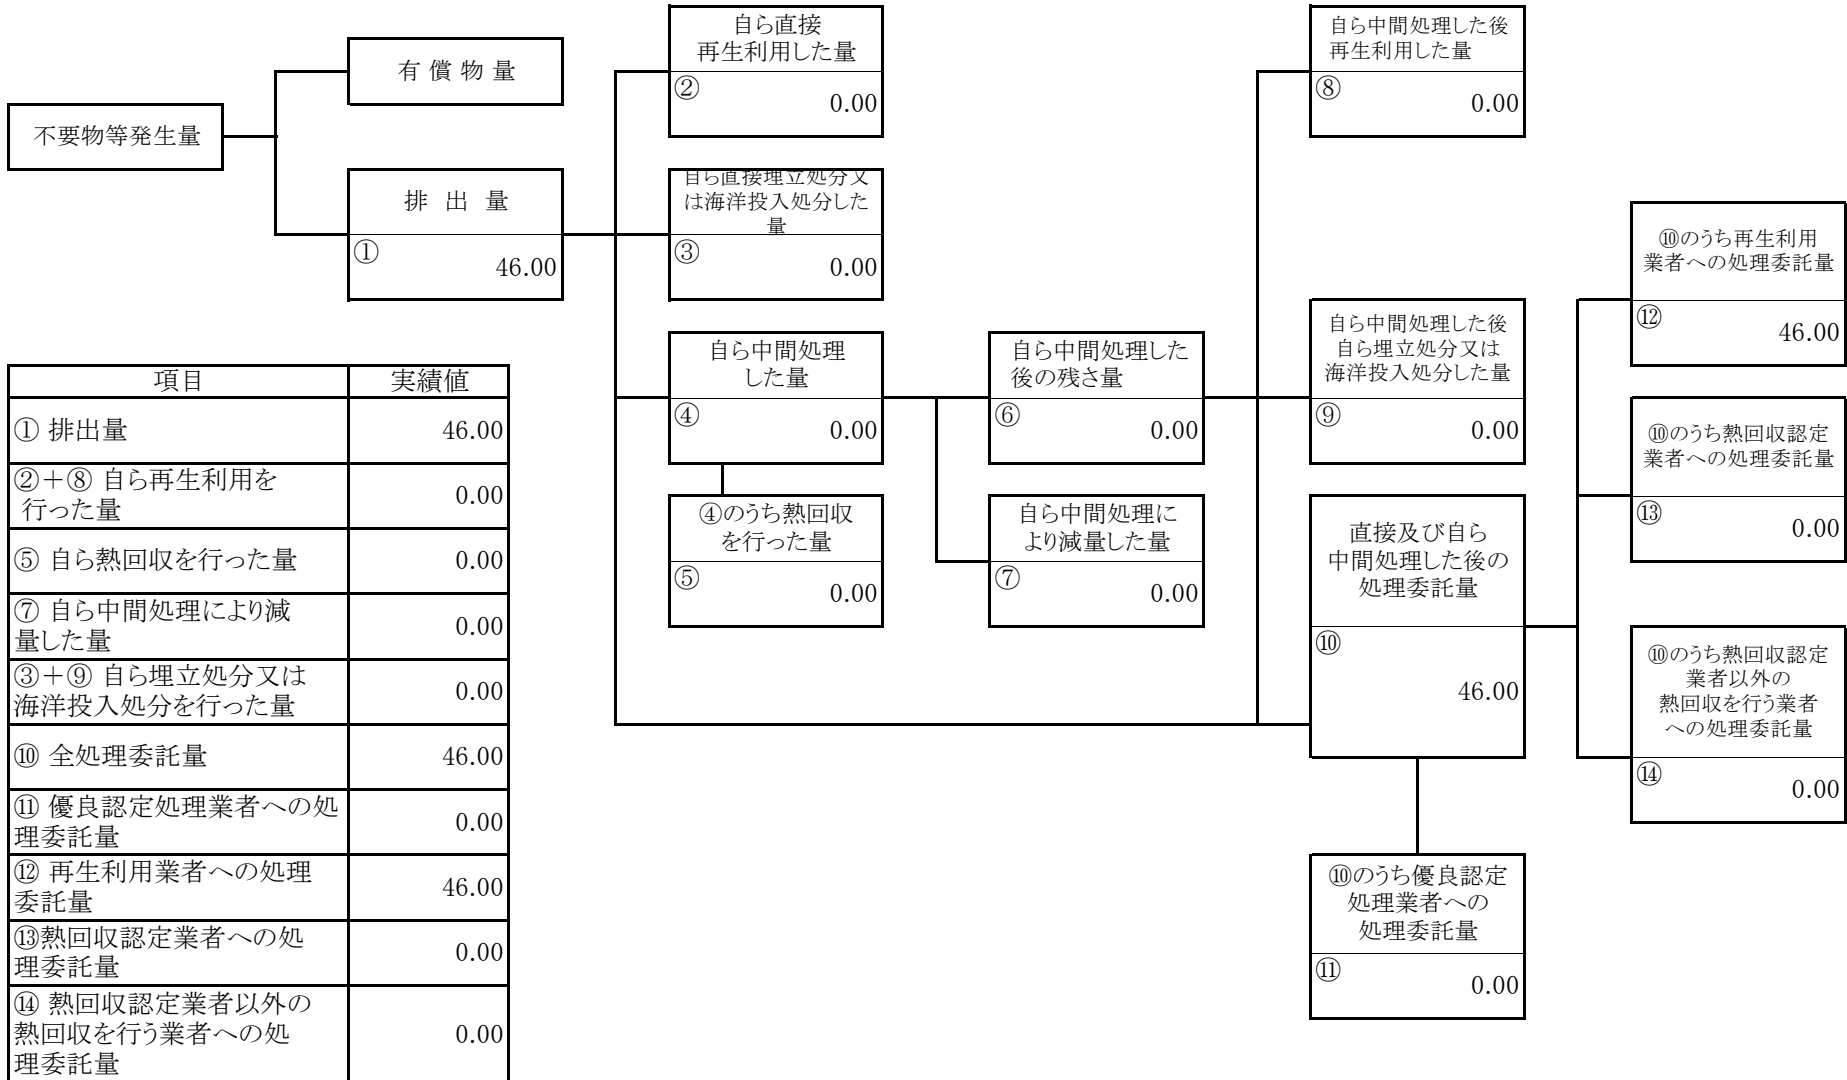 不要物等発生量
有 償 物 量
排 出 量
①
46.00
自ら直接
再生利用した量
②
0.00
自ら直接埋立処分又
は海洋投入処分した
量
③
0.00
自ら中間処理
した量
④
0.00
④のうち熱回収
を行った量
⑤
0.00
自ら中間処理した
後の残さ量
⑥
0.00
自ら中間処理に
より減量した量
⑦
0.00
自ら中間処理した後
再生利用した量
⑧
0.00
自ら中間処理した後
自ら埋立処分又は
海洋投入処分した量
⑨
0.00
直接及び自ら
中間処理した後の
処理委託量
⑩
46.00
⑩のうち優良認定
処理業者への
処理委託量
⑪
0.00
⑩のうち再生利用
業者への処理委託量
⑫
46.00
⑩のうち熱回収認定
業者への処理委託量
⑬
0.00
⑩のうち熱回収認定
業者以外の
熱回収を行う業者
への処理委託量
⑭
0.00
項目 実績値
① 排出量 46.00
②＋⑧ 自ら再生利用を
行った量 0.00
⑤ 自ら熱回収を行った量 0.00
⑦ 自ら中間処理により減
量した量 0.00
③＋⑨ 自ら埋立処分又は
海洋投入処分を行った量 0.00
⑩ 全処理委託量 46.00
⑪ 優良認定処理業者への処
理委託量 0.00
⑫ 再生利用業者への処理
委託量 46.00
⑬熱回収認定業者への処
理委託量 0.00
⑭ 熱回収認定業者以外の
熱回収を行う業者への処
理委託量 0.00